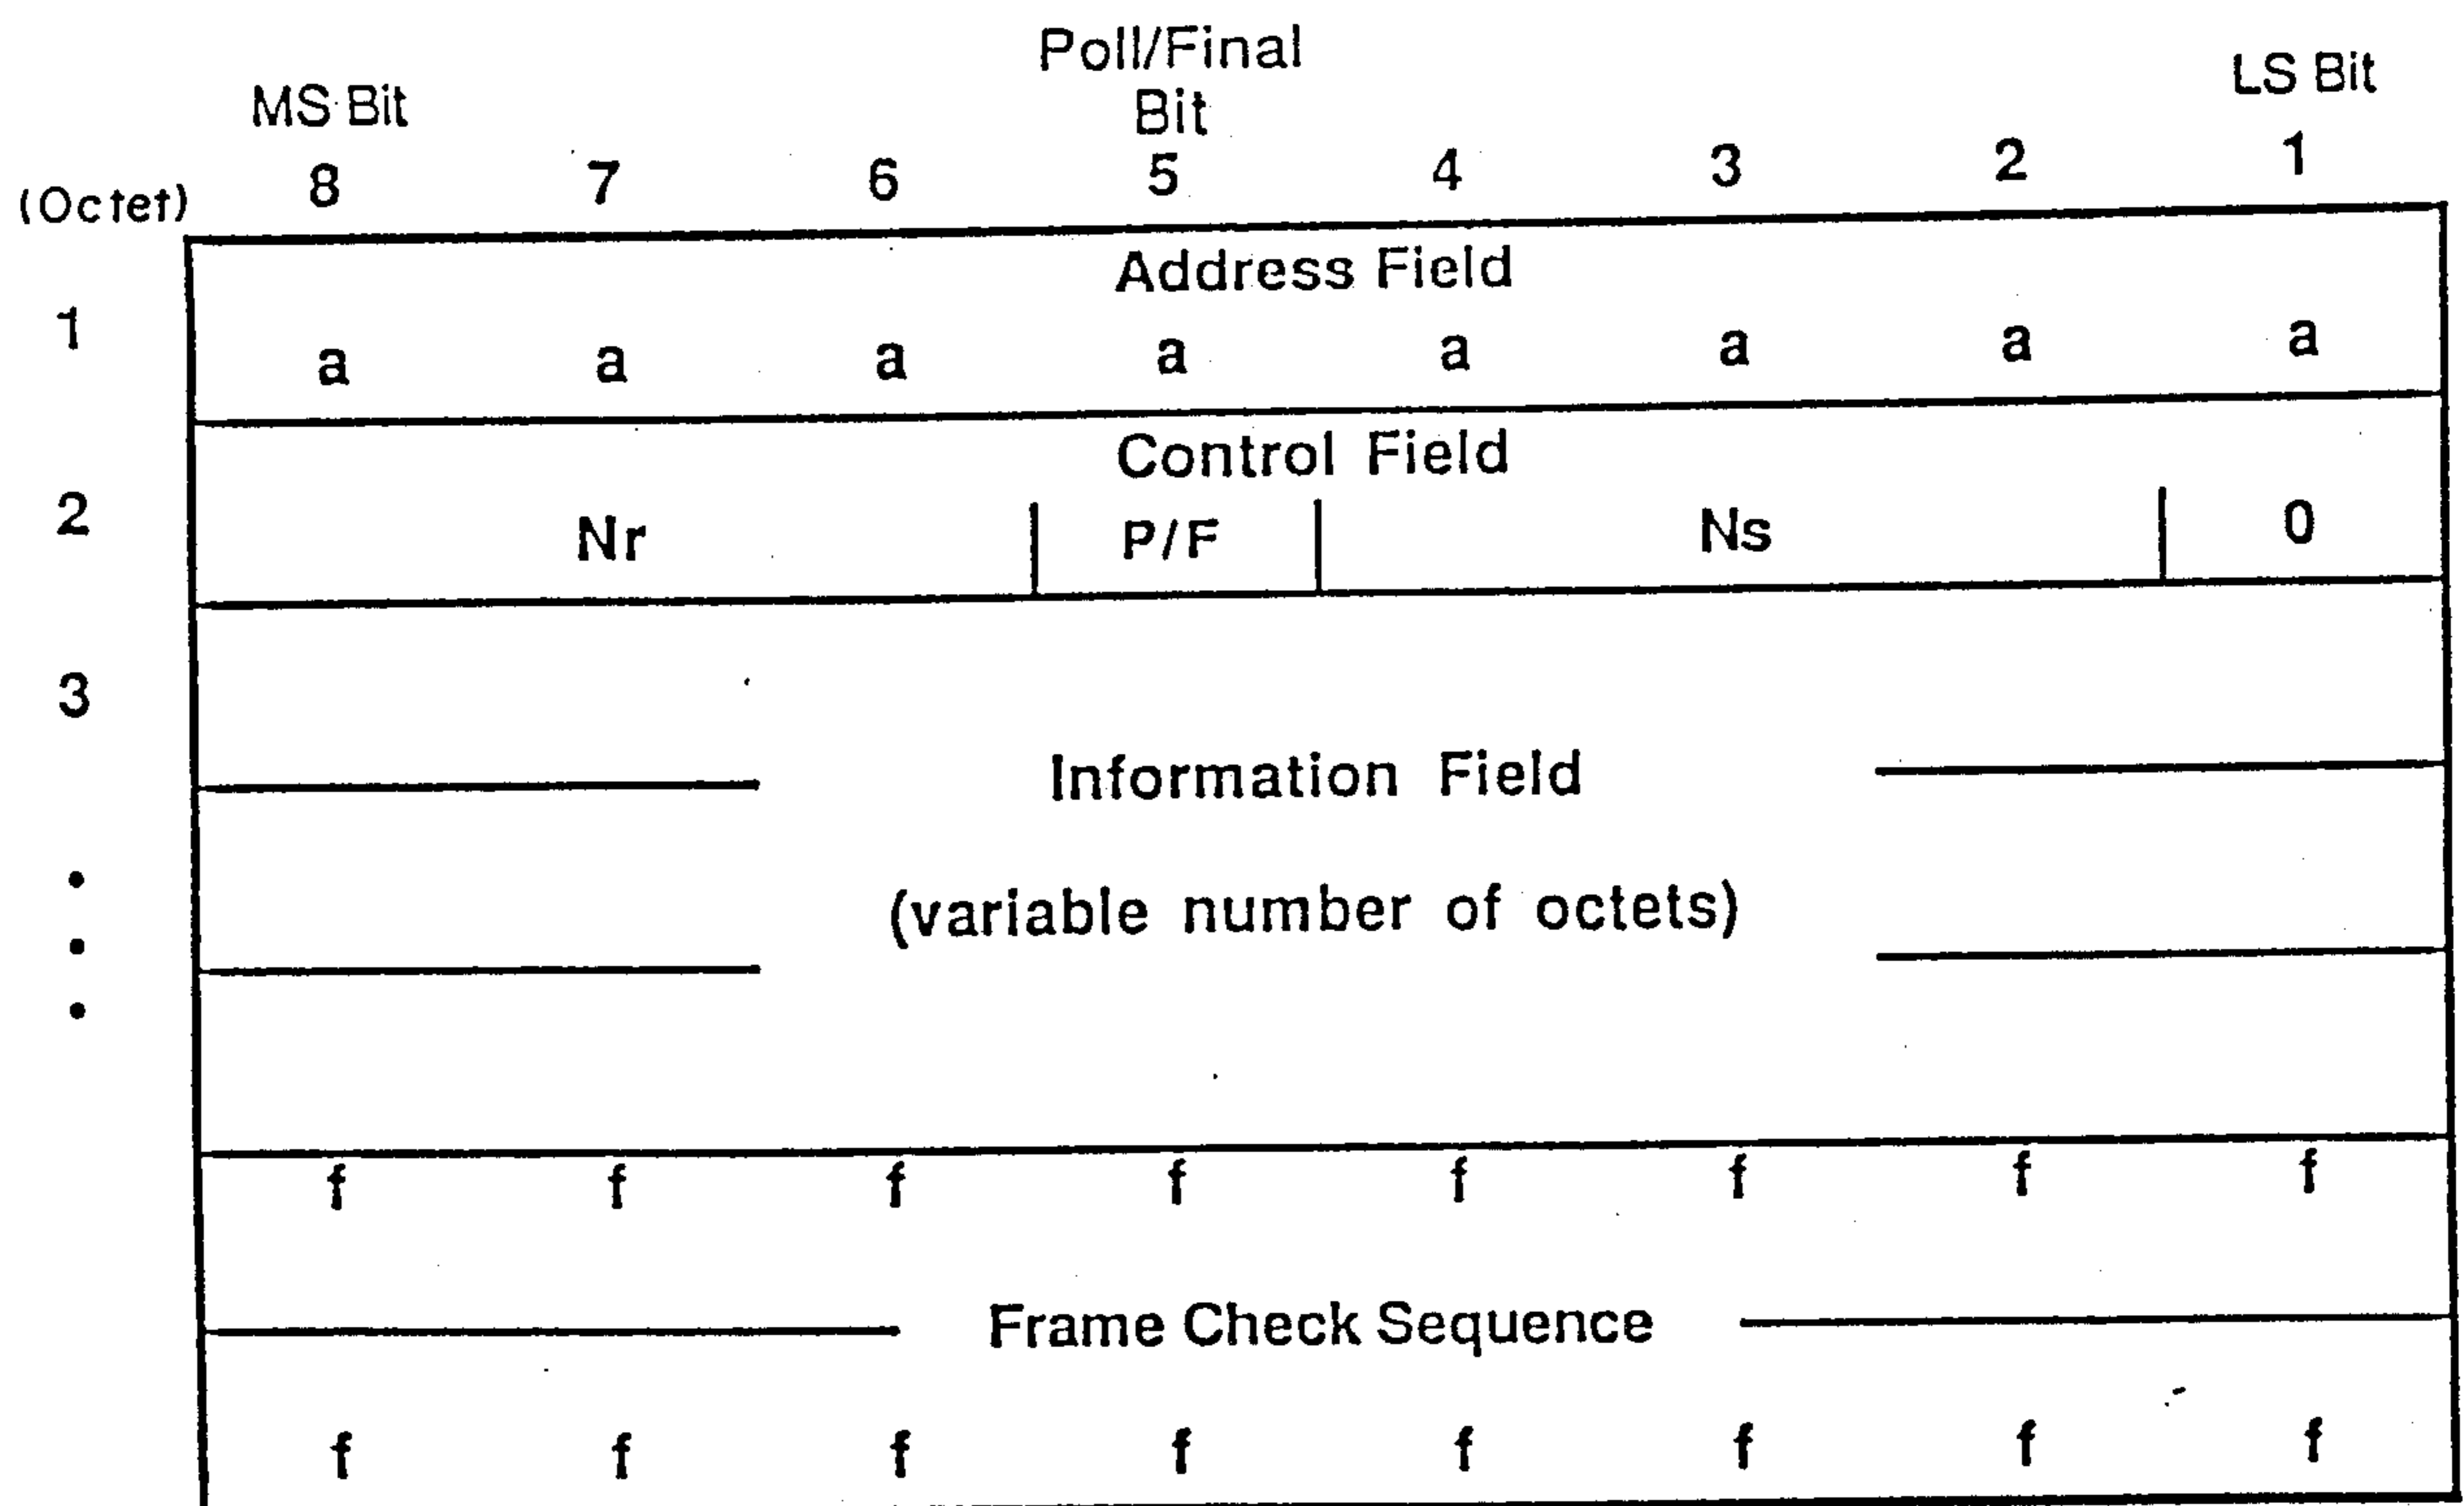 Poll/Final
MS Bit Bit LS Bit
(Octet) 8 7 6 5 4 3 2 1
Address Field
1 a a a a a a a a
Control Field
2 Nr P/F Ns 0
3
Information Field
(variable number of octets)
f f f f f f f f
Frame Check Sequence
f f f f f f f f